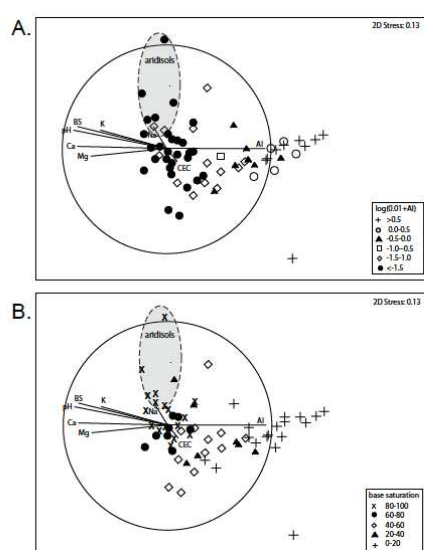 A.
2D Stress: 0.13
aridisols
BS
K
pH
Na
Ca
AI
Mg
CEC
log(0.01+AI)
>0.5
0.0-0.5
-0.5-0.0
-1.0-0.5
-1.5-1.0
<-1.5
B.
2D Stress: 0.13
aridisols
BS
K
pH
Na
Ca
AI
Mg
CEC
base saturation
80-100
60-80
40-60
20-40
0-20